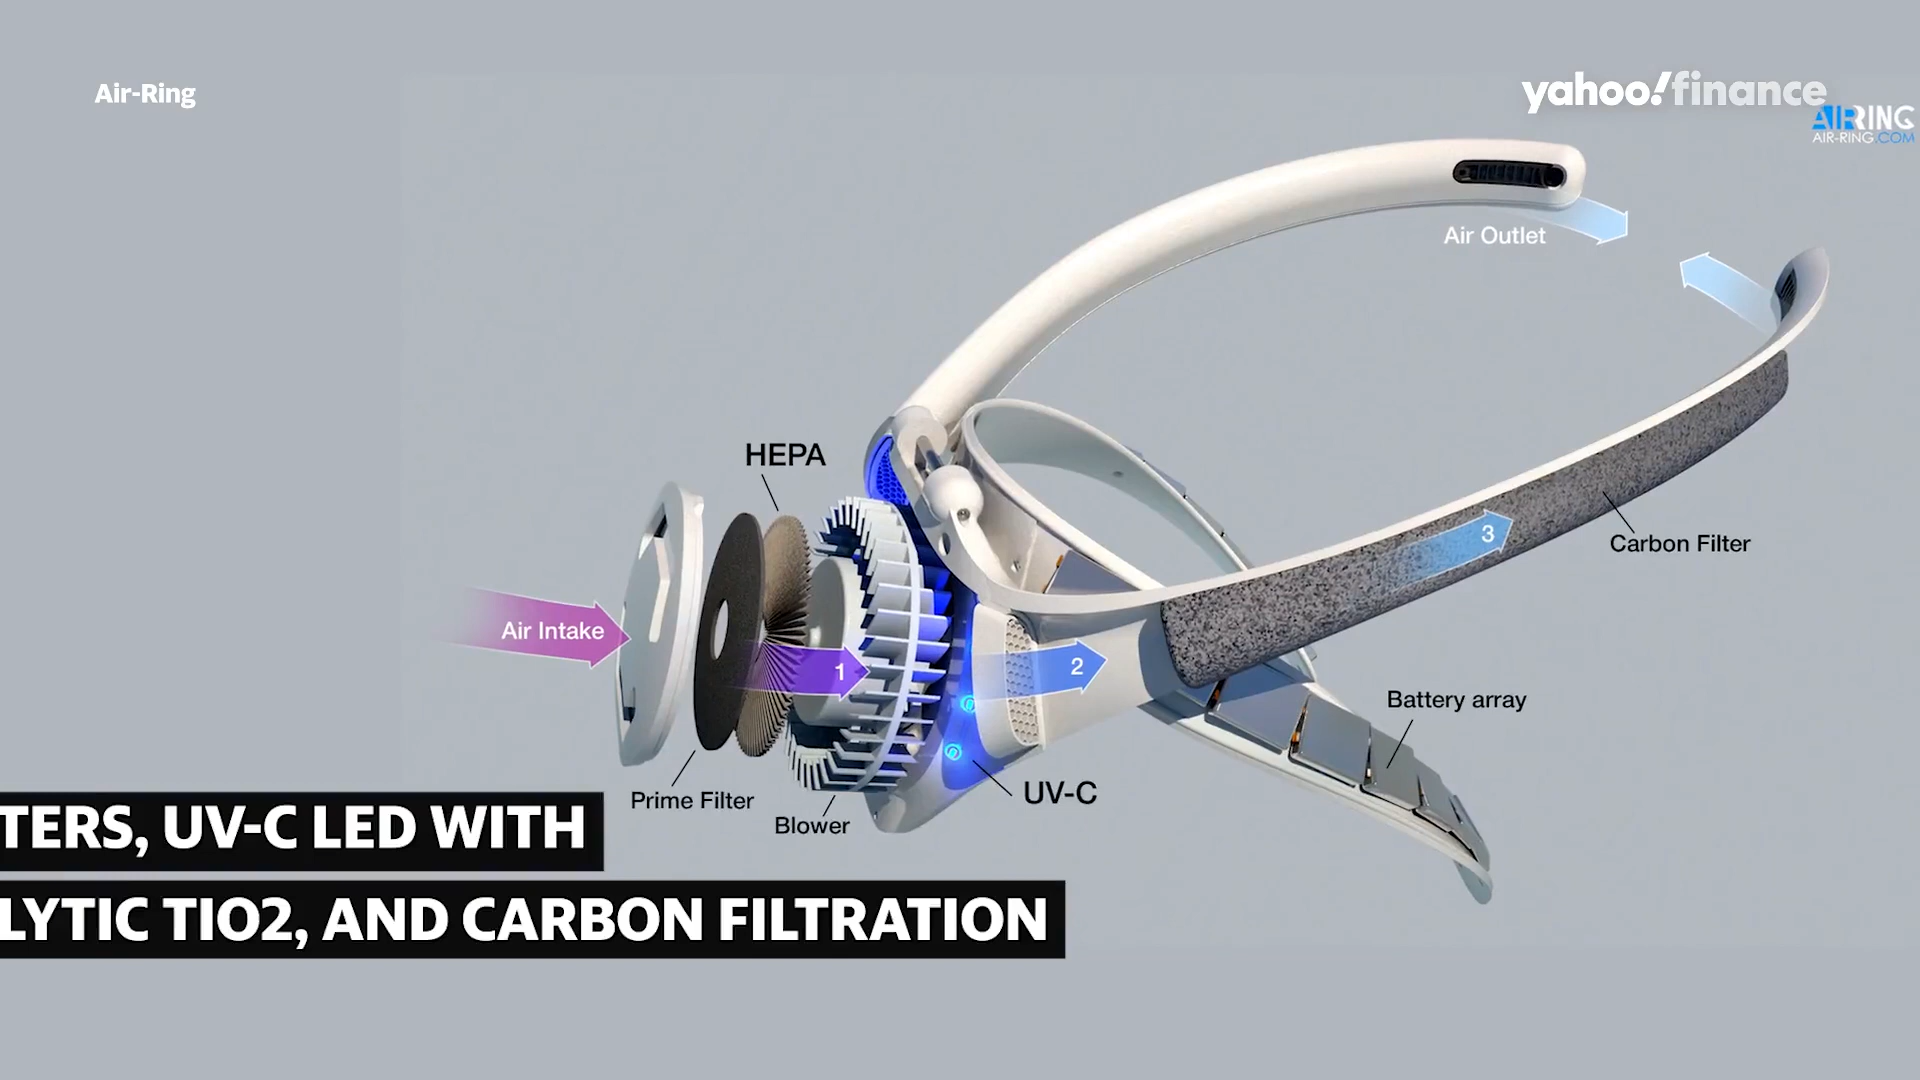 Air-Ring
yahoo!finance
AIRRING
AIR-RING.COM
Air Outlet
HEPA
3
Carbon Filter
Air Intake
1
2
Battery array
Prime Filter
UV-C
Blower
TERS, UV-C LED WITH
LYTIC TIO2, AND CARBON FILTRATION